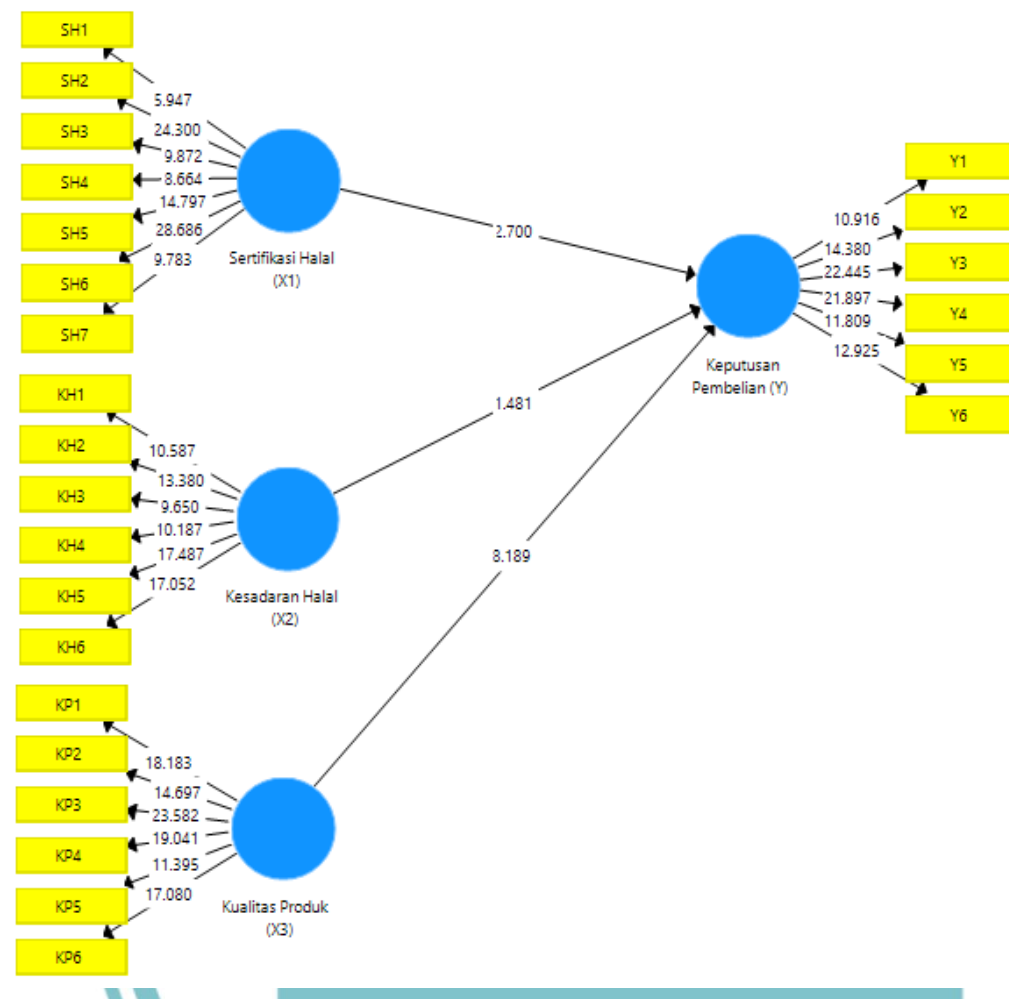 SH1
SH2
SH3
SH4
SH5
SH6
SH7
5.947
24.300
9.872
8.664
14.797
28.686
9.783
Sertifikasi Halal
(X1)
KH1
KH2
KH3
KH4
KH5
KH6
10.587
13.380
9.650
10.187
17.487
17.052
Kesadaran Halal
(X2)
KP1
KP2
KP3
KP4
KP5
KP6
18.183
14.697
23.582
19.041
11.395
17.080
Kualitas Produk
(X3)
2.700
1.481
8.189
Keputusan
Pembelian (Y)
10.916
14.380
22.445
21.897
11.809
12.925
Y1
Y2
Y3
Y4
Y5
Y6